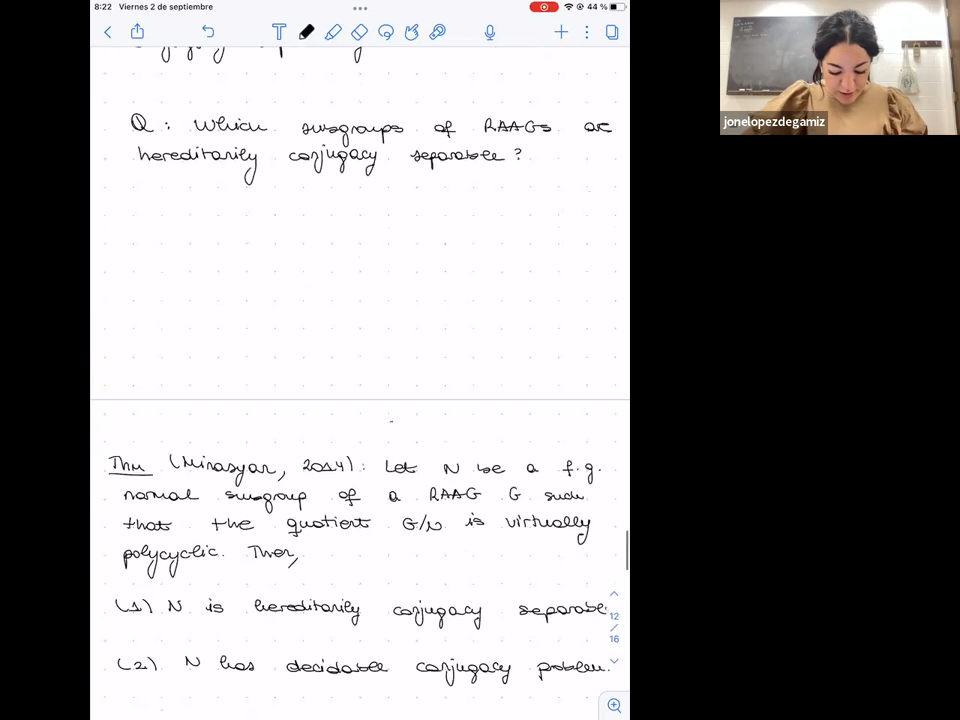 8:22 Viernes 2 de septiembre
44 %
jonelopezdegamiz
Q: Which subgroups of RAAGs are
hereditarily conjugacy separable?
Thm (Minasyan, 2014): Let N be a f.g.
normal subgroup of a RAAG G such
that the quotient G/N is virtually
polycyclic. Then,
(1) N is hereditarily conjugacy separable
(2) N has decidable conjugacy problem.
12
/
16